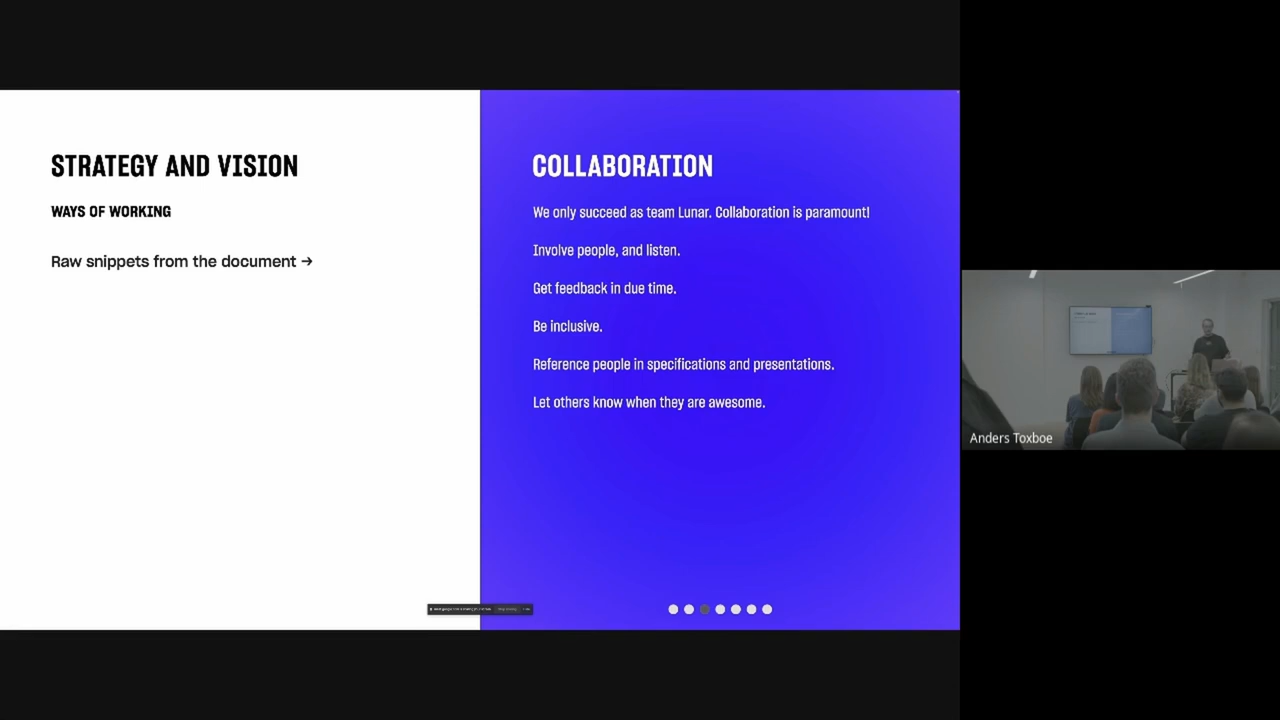 STRATEGY AND VISION
WAYS OF WORKING
Raw snippets from the document →
COLLABORATION
We only succeed as team Lunar. Collaboration is paramount!
Involve people, and listen.
Get feedback in due time.
Be inclusive.
Reference people in specifications and presentations.
Let others know when they are awesome.
Anders Toxboe